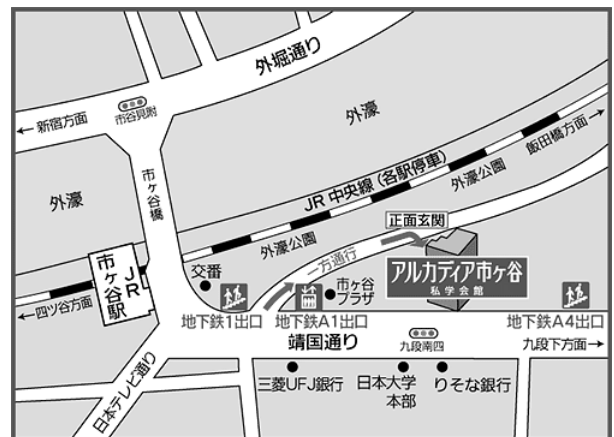 外堀通り
←新宿方面
市谷見附
外濠
飯田橋方面→
外濠
市ヶ谷橋
JR 中央線 (各駅停車)
外濠公園
正面玄関
外濠公園
一方通行
アルカディア市ヶ谷
私学会館
JR
市ヶ谷駅
交番
市ヶ谷
プラザ
←四ツ谷方面
地下鉄1出口
地下鉄A1出口
地下鉄A4出口
靖国通り
九段南四
九段下方面→
日本テレビ通り
三菱UFJ銀行
日本大学
本部
りそな銀行